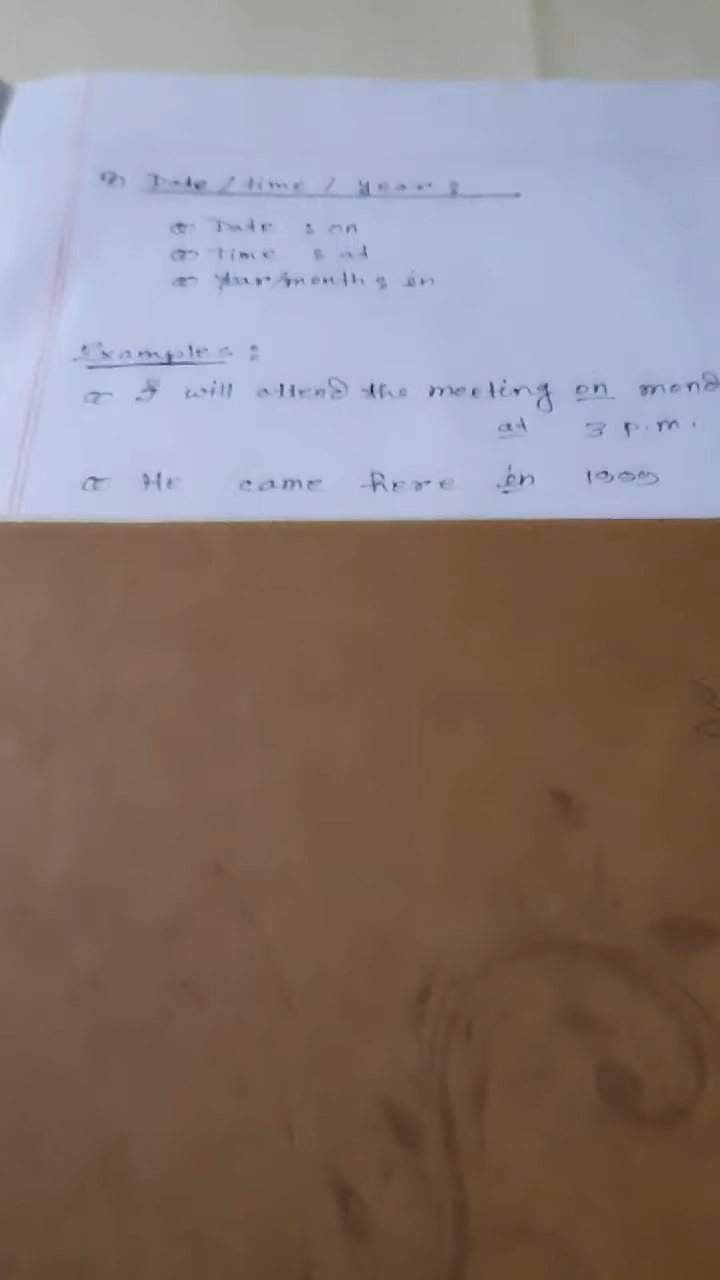 Date / time / year :
Date : on
time : at
Year/month : in
Examples :
I will attend the meeting on mond
at 3 p.m.
He came here in